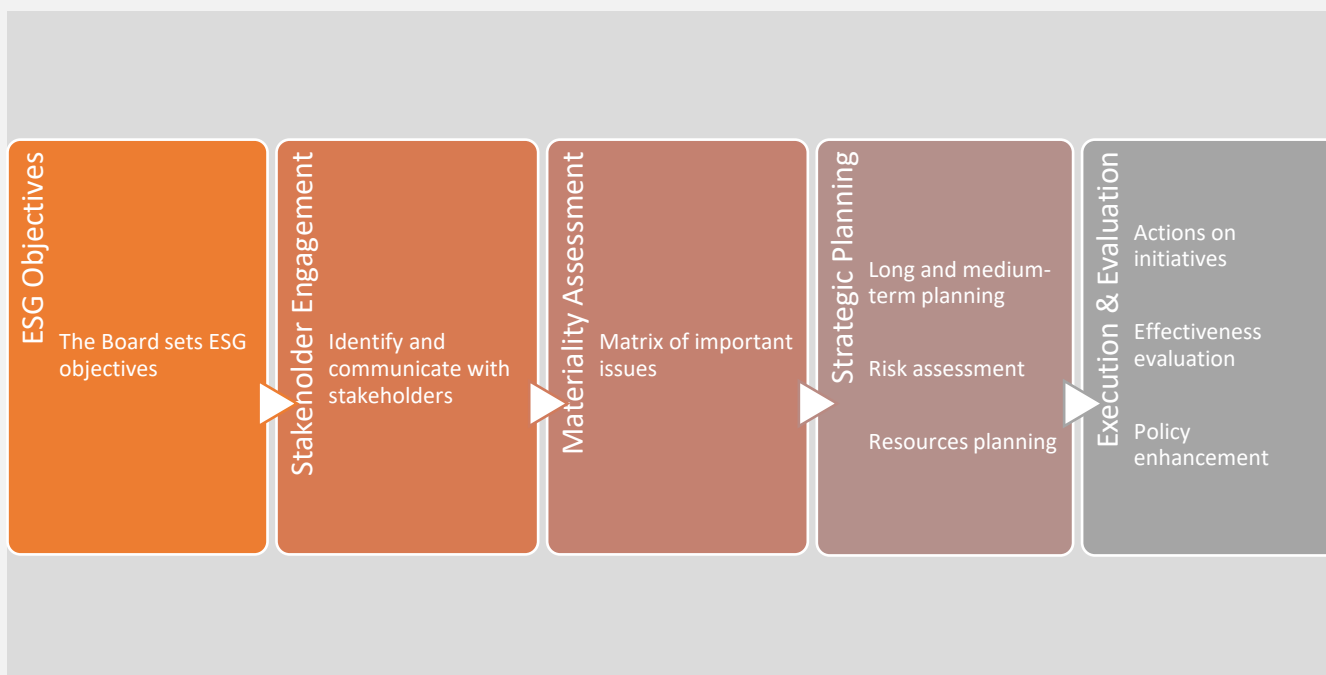 ESG Objectives
The Board sets ESG
objectives
Stakeholder Engagement
Identify and
communicate with
stakeholders
Materiality Assessment
Matrix of important
issues
Strategic Planning
Long and medium-
term planning
Risk assessment
Resources planning
Execution & Evaluation
Actions on
initiatives
Effectiveness
evaluation
Policy
enhancement